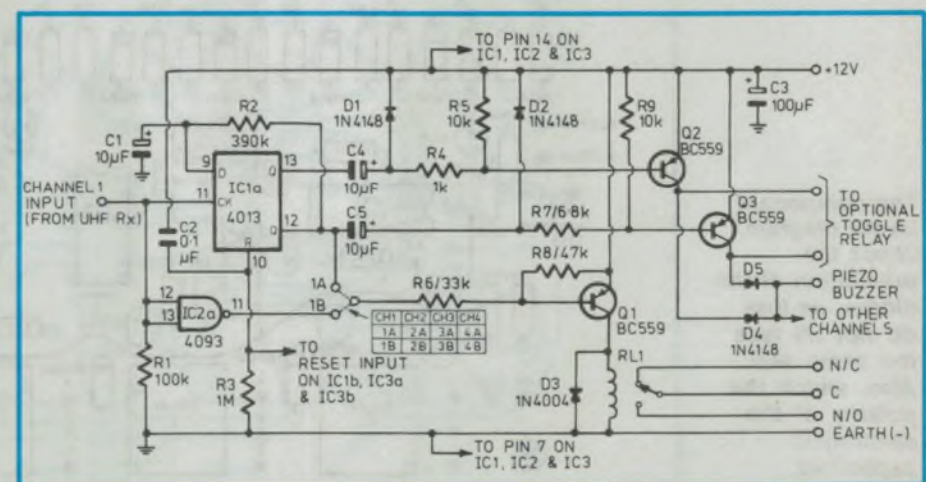 TO PIN 14 ON
IC1, IC2 & IC3
+12V
D1
1N4148
R5
10k
D2
1N4148
R9
10k
C3
100µF
+
Q2
BC559
R2
390k
C1
10µF
+
C4
10µF
+
R4
1k
9
D
Q
13
IC1a
4013
11
CK
Q
12
R
10
CHANNEL 1
INPUT
(FROM UHF Rx)
C2
0·1
µF
C5
10µF
+
R7/6·8k
Q3
BC559
TO
OPTIONAL
TOGGLE
RELAY
R8/47k
D5
PIEZO
BUZZER
1A
1B
R6/33k
Q1
BC559
TO OTHER
CHANNELS
D4
1N4148
12
13
IC2a
11
4093
CH1 CH2 CH3 CH4
1A 2A 3A 4A
1B 2B 3B 4B
R1
100k
R3
1M
TO
RESET INPUT
ON IC1b, IC3a
& IC3b
D3
1N4004
RL1
N/C
C
N/O
EARTH(-)
TO PIN 7 ON
IC1, IC2 & IC3